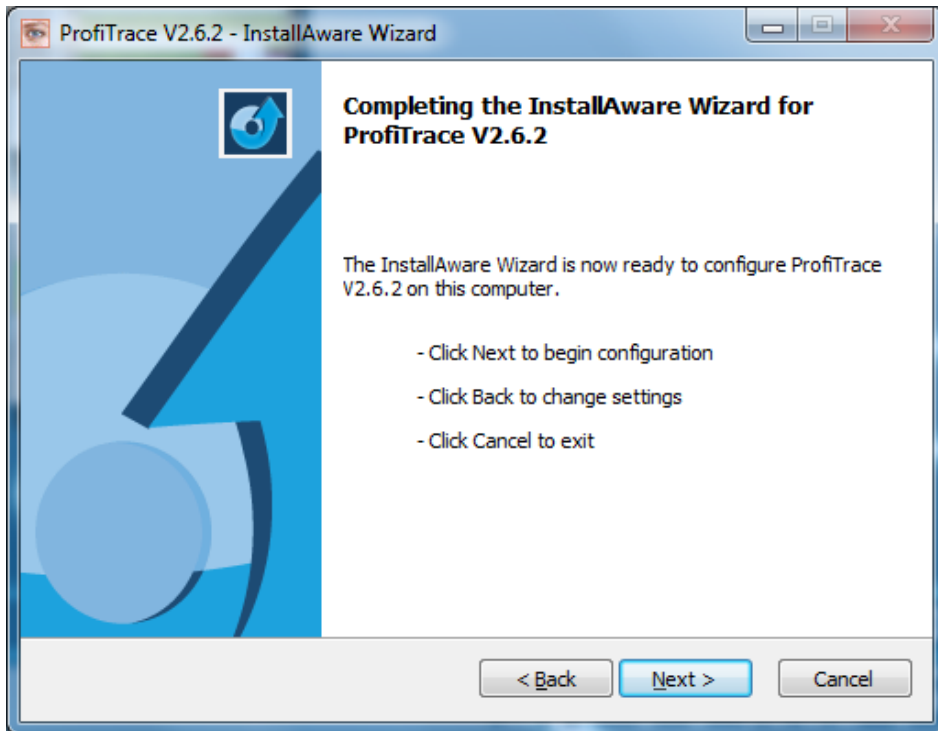 ProfiTrace V2.6.2 - InstallAware Wizard
Completing the InstallAware Wizard for
ProfiTrace V2.6.2
The InstallAware Wizard is now ready to configure ProfiTrace
V2.6.2 on this computer.
- Click Next to begin configuration
- Click Back to change settings
- Click Cancel to exit
< Back
Next >
Cancel